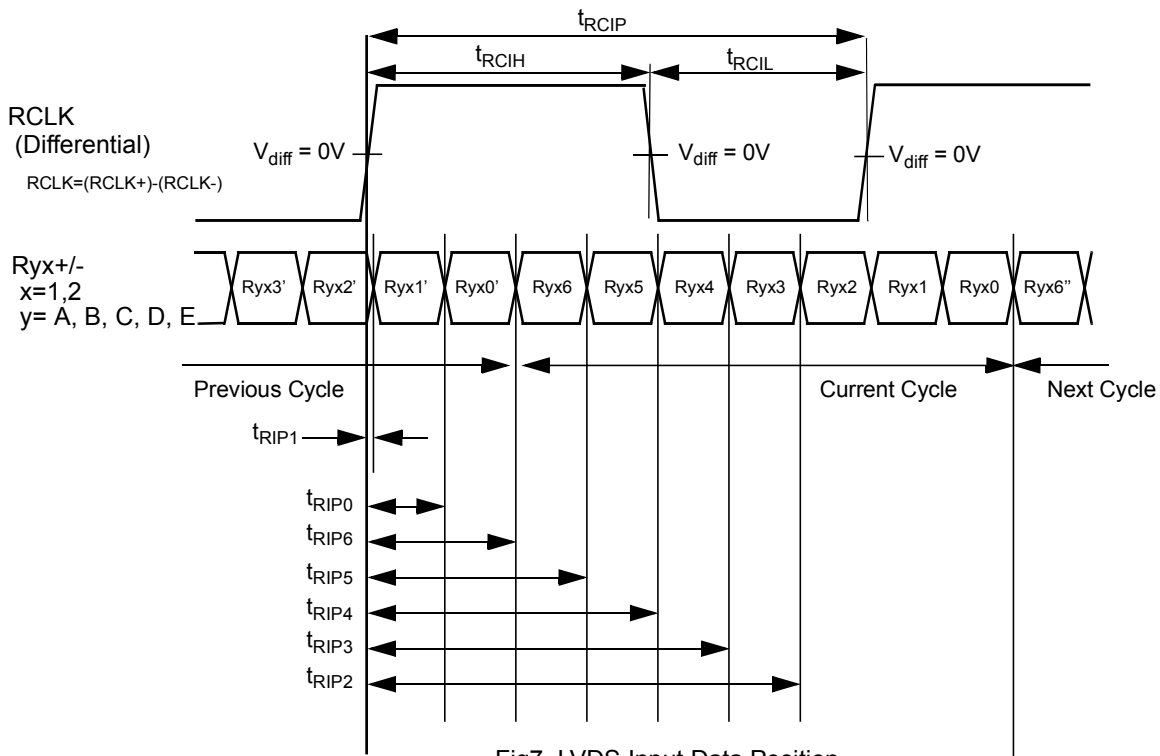 tRCIP
tRCIH
tRCIL
RCLK
(Differential)
RCLK=(RCLK+)-(RCLK-)
Vdiff = 0V
Vdiff = 0V
Vdiff = 0V
Ryx+/-
x=1,2
y= A, B, C, D, E
Ryx3' Ryx2' Ryx1' Ryx0' Ryx6 Ryx5 Ryx4 Ryx3 Ryx2 Ryx1 Ryx0 Ryx6"
Previous Cycle Current Cycle Next Cycle
tRIP1
tRIP0
tRIP6
tRIP5
tRIP4
tRIP3
tRIP2
Fig7. LVDS Input Data Position